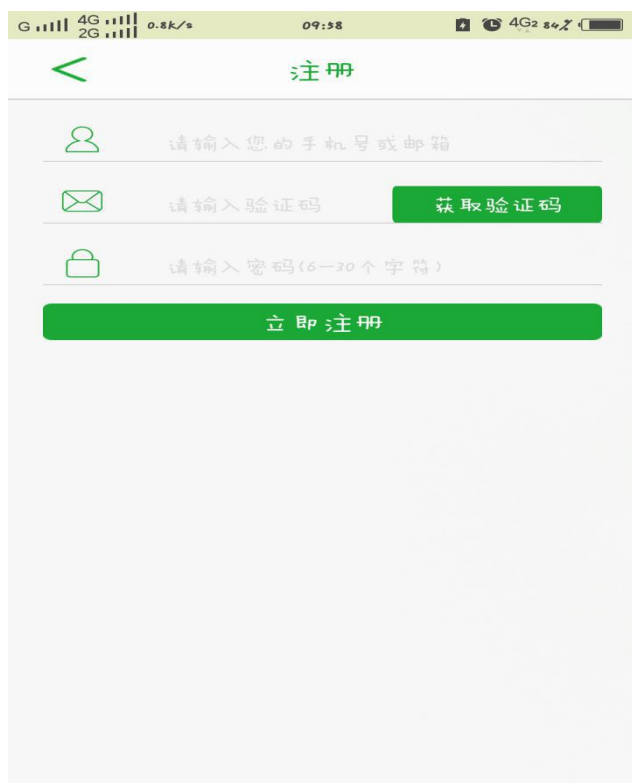 G 4G 2G 0.8k/s 09:58 4G2 84%
注册
请输入您的手机号或邮箱
请输入验证码 获取验证码
请输入密码(6—30个字符)
立即注册